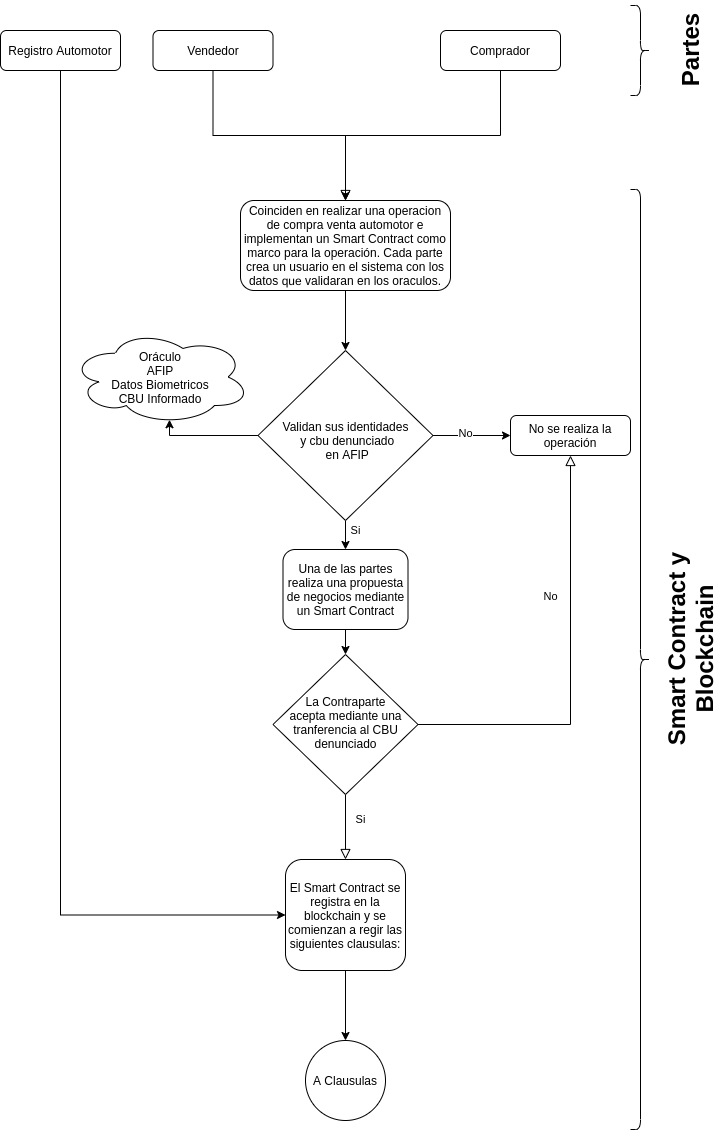 Registro Automotor
Vendedor
Comprador
Partes
Coinciden en realizar una operacion
de compra venta automotor e
implementan un Smart Contract como
marco para la operación. Cada parte
crea un usuario en el sistema con los
datos que validaran en los oraculos.
Oráculo
AFIP
Datos Biometricos
CBU Informado
Validan sus identidades
y cbu denunciado
en AFIP
No
No se realiza la
operación
Si
Una de las partes
realiza una propuesta
de negocios mediante
un Smart Contract
No
Smart Contract y
Blockchain
La Contraparte
acepta mediante una
tranferencia al CBU
denunciado
Si
El Smart Contract se
registra en la
blockchain y se
comienzan a regir las
siguientes clausulas:
A Clausulas